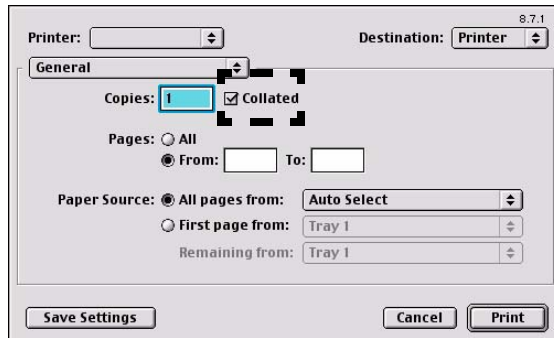 8.7.1
Printer: Destination: Printer
General
Copies: 1 Collated
Pages: All
From: To:
Paper Source: All pages from: Auto Select
First page from: Tray 1
Remaining from: Tray 1
Save Settings Cancel Print